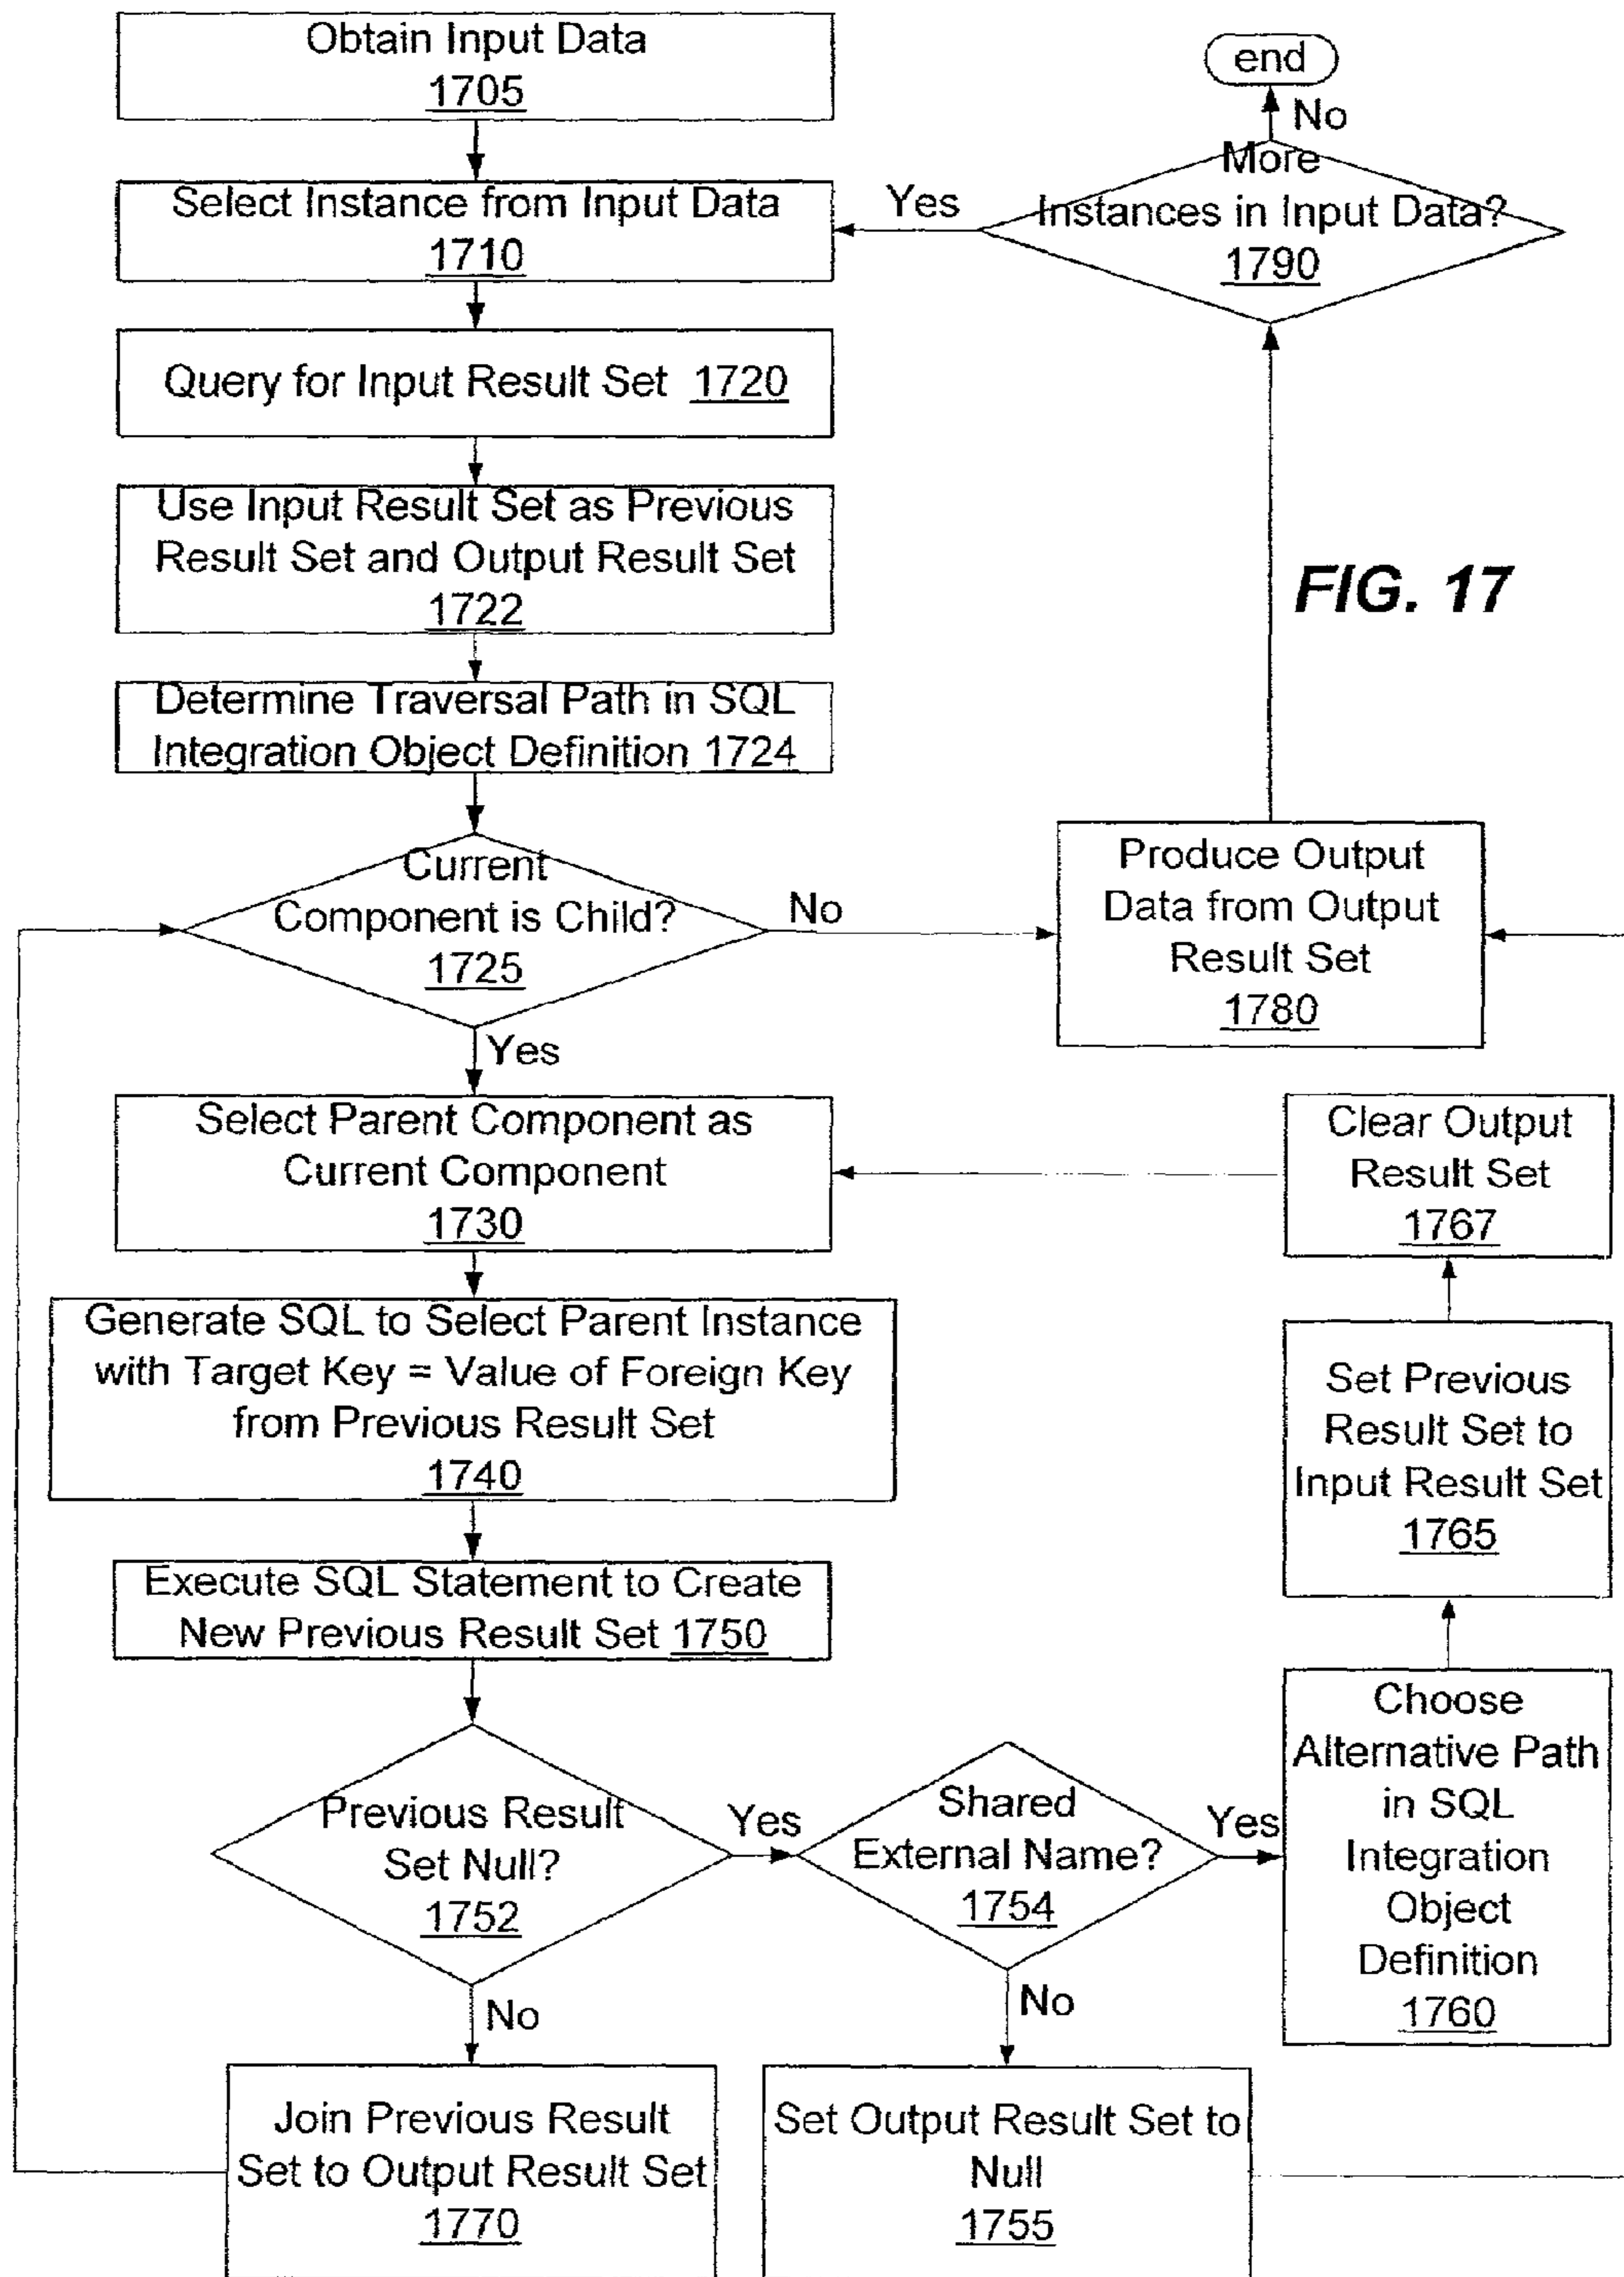 Obtain Input Data
1705
end
No
More
Instances in Input Data?
1790
Yes
Select Instance from Input Data
1710
Query for Input Result Set 1720
Use Input Result Set as Previous
Result Set and Output Result Set
1722
FIG. 17
Determine Traversal Path in SQL
Integration Object Definition 1724
Current
Component is Child?
1725
No
Yes
Produce Output
Data from Output
Result Set
1780
Select Parent Component as
Current Component
1730
Clear Output
Result Set
1767
Generate SQL to Select Parent Instance
with Target Key = Value of Foreign Key
from Previous Result Set
1740
Set Previous
Result Set to
Input Result Set
1765
Execute SQL Statement to Create
New Previous Result Set 1750
Previous Result
Set Null?
1752
Yes
No
Shared
External Name?
1754
Yes
No
Choose
Alternative Path
in SQL
Integration
Object
Definition
1760
Join Previous Result
Set to Output Result Set
1770
Set Output Result Set to
Null
1755